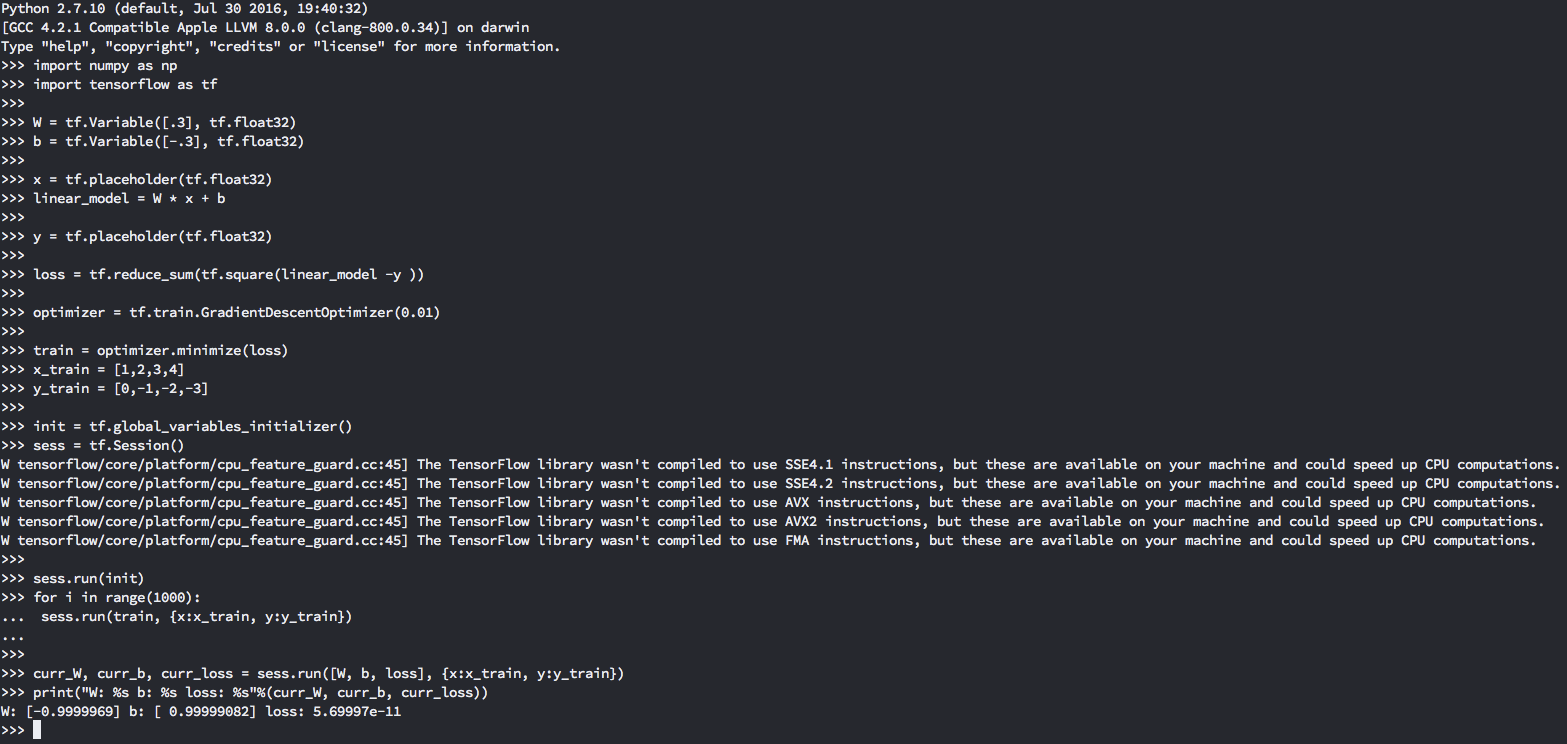 Python 2.7.10 (default, Jul 30 2016, 19:40:32)
[GCC 4.2.1 Compatible Apple LLVM 8.0.0 (clang-800.0.34)] on darwin
Type "help", "copyright", "credits" or "license" for more information.
>>> import numpy as np
>>> import tensorflow as tf
>>>
>>> W = tf.Variable([.3], tf.float32)
>>> b = tf.Variable([-.3], tf.float32)
>>>
>>> x = tf.placeholder(tf.float32)
>>> linear_model = W * x + b
>>>
>>> y = tf.placeholder(tf.float32)
>>>
>>> loss = tf.reduce_sum(tf.square(linear_model -y ))
>>>
>>> optimizer = tf.train.GradientDescentOptimizer(0.01)
>>>
>>> train = optimizer.minimize(loss)
>>> x_train = [1,2,3,4]
>>> y_train = [0,-1,-2,-3]
>>>
>>> init = tf.global_variables_initializer()
>>> sess = tf.Session()
W tensorflow/core/platform/cpu_feature_guard.cc:45] The TensorFlow library wasn't compiled to use SSE4.1 instructions, but these are available on your machine and could speed up CPU computations.
W tensorflow/core/platform/cpu_feature_guard.cc:45] The TensorFlow library wasn't compiled to use SSE4.2 instructions, but these are available on your machine and could speed up CPU computations.
W tensorflow/core/platform/cpu_feature_guard.cc:45] The TensorFlow library wasn't compiled to use AVX instructions, but these are available on your machine and could speed up CPU computations.
W tensorflow/core/platform/cpu_feature_guard.cc:45] The TensorFlow library wasn't compiled to use AVX2 instructions, but these are available on your machine and could speed up CPU computations.
W tensorflow/core/platform/cpu_feature_guard.cc:45] The TensorFlow library wasn't compiled to use FMA instructions, but these are available on your machine and could speed up CPU computations.
>>>
>>> sess.run(init)
>>> for i in range(1000):
...  sess.run(train, {x:x_train, y:y_train})
...
>>>
>>> curr_W, curr_b, curr_loss = sess.run([W, b, loss], {x:x_train, y:y_train})
>>> print("W: %s b: %s loss: %s"%(curr_W, curr_b, curr_loss))
W: [-0.9999969] b: [ 0.99999082] loss: 5.69997e-11
>>>